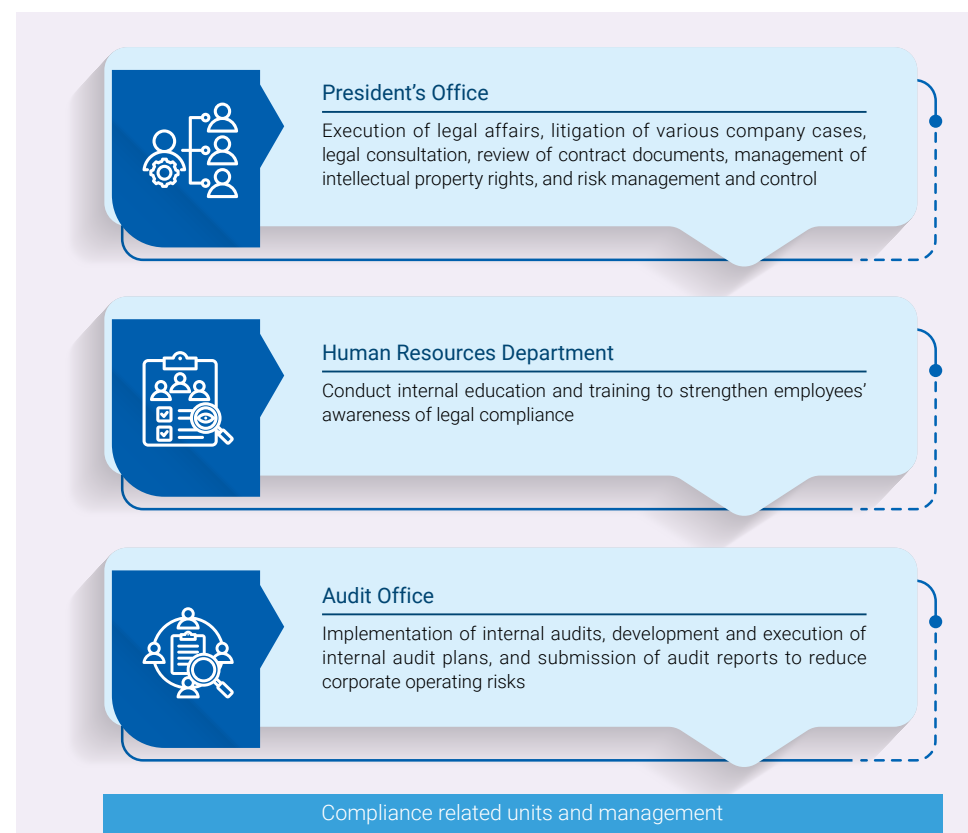 President’s Office
Execution of legal affairs, litigation of various company cases,
legal consultation, review of contract documents, management of
intellectual property rights, and risk management and control
Human Resources Department
Conduct internal education and training to strengthen employees’
awareness of legal compliance
Audit Office
Implementation of internal audits, development and execution of
internal audit plans, and submission of audit reports to reduce
corporate operating risks
Compliance related units and management